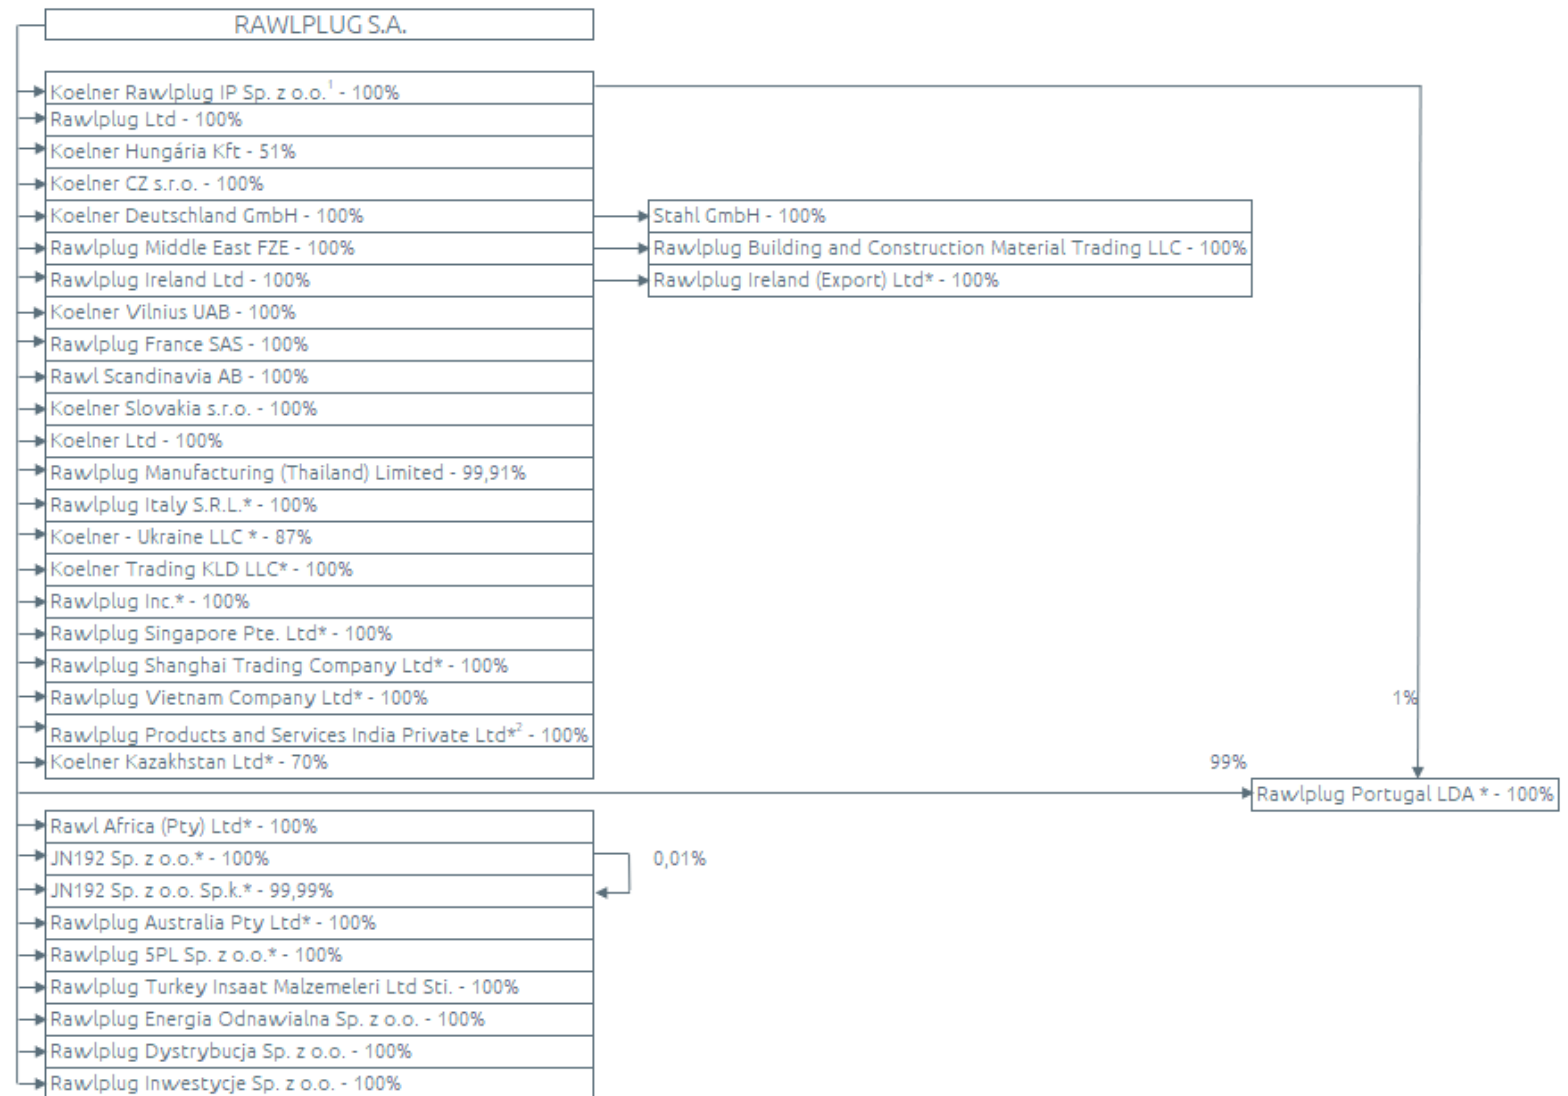 RAWLPLUG S.A.
Koelner Rawlplug IP Sp. z o.o.¹ - 100%
Rawlplug Ltd - 100%
Koelner Hungária Kft - 51%
Koelner CZ s.r.o. - 100%
Koelner Deutschland GmbH - 100%
Stahl GmbH - 100%
Rawlplug Middle East FZE - 100%
Rawlplug Building and Construction Material Trading LLC - 100%
Rawlplug Ireland Ltd - 100%
Rawlplug Ireland (Export) Ltd* - 100%
Koelner Vilnius UAB - 100%
Rawlplug France SAS - 100%
Rawl Scandinavia AB - 100%
Koelner Slovakia s.r.o. - 100%
Koelner Ltd - 100%
Rawlplug Manufacturing (Thailand) Limited - 99,91%
Rawlplug Italy S.R.L.* - 100%
Koelner - Ukraine LLC * - 87%
Koelner Trading KLD LLC* - 100%
Rawlplug Inc.* - 100%
Rawlplug Singapore Pte. Ltd* - 100%
Rawlplug Shanghai Trading Company Ltd* - 100%
Rawlplug Vietnam Company Ltd* - 100%
1%
Rawlplug Products and Services India Private Ltd*² - 100%
Koelner Kazakhstan Ltd* - 70%
99%
Rawlplug Portugal LDA * - 100%
Rawl Africa (Pty) Ltd* - 100%
JN192 Sp. z o.o.* - 100%
0,01%
JN192 Sp. z o.o. Sp.k.* - 99,99%
Rawlplug Australia Pty Ltd* - 100%
Rawlplug 5PL Sp. z o.o.* - 100%
Rawlplug Turkey Insaat Malzemeleri Ltd Sti. - 100%
Rawlplug Energia Odnawialna Sp. z o.o. - 100%
Rawlplug Dystrybucja Sp. z o.o. - 100%
Rawlplug Inwestycje Sp. z o.o. - 100%